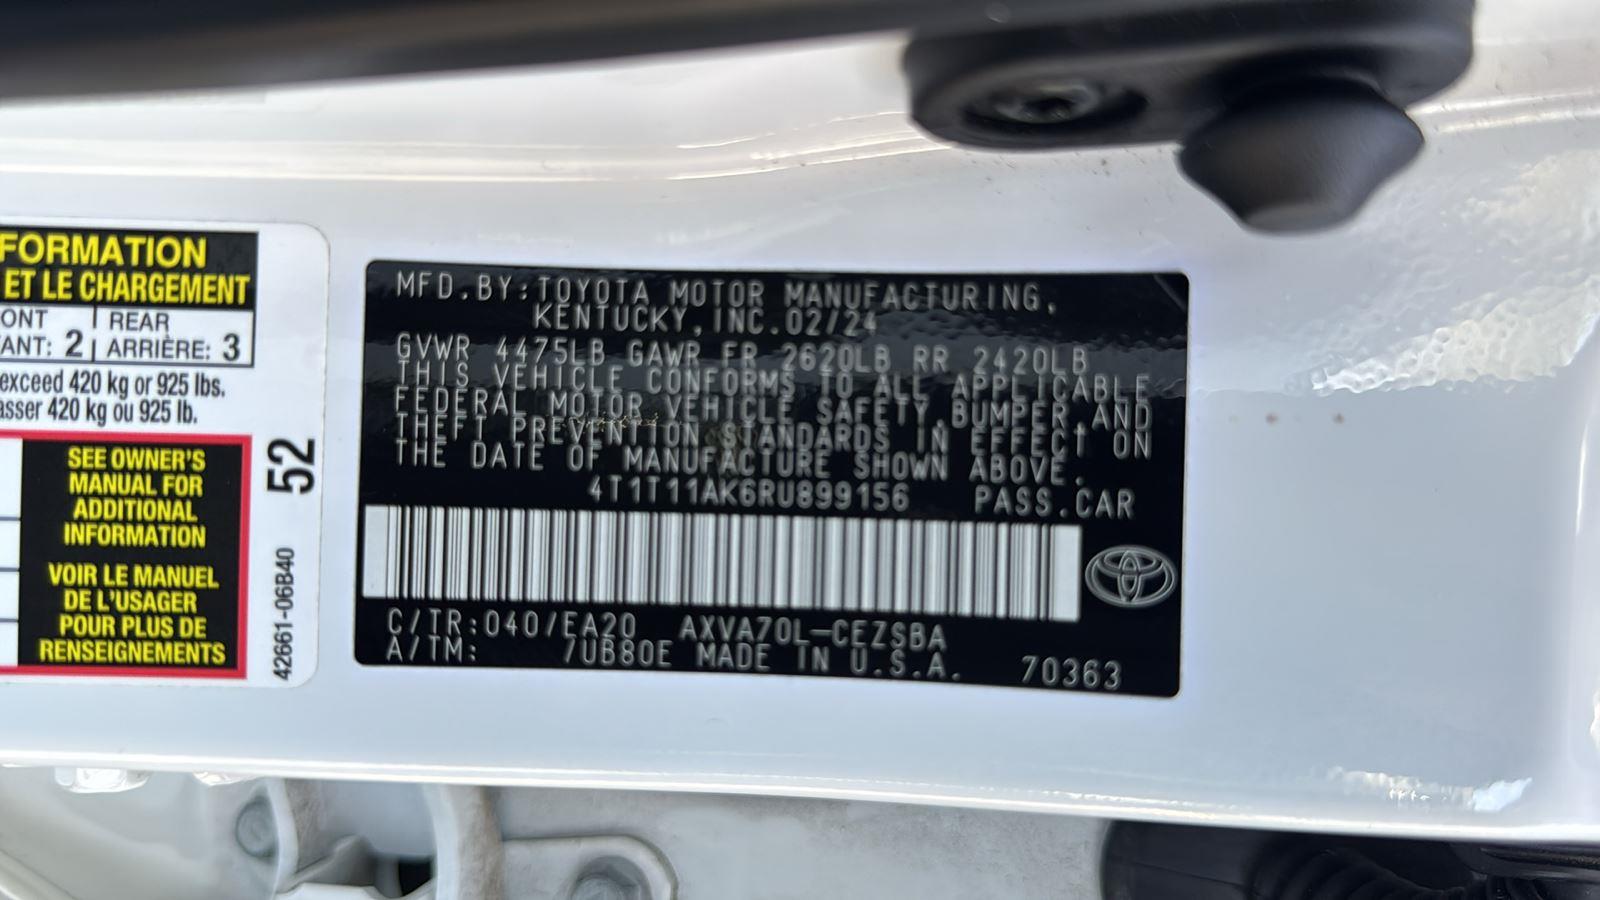 FORMATION
ET LE CHARGEMENT
ONT | REAR
ANT: 2 | ARRIÈRE: 3
exceed 420 kg or 925 lbs.
asser 420 kg ou 925 lb.
SEE OWNER'S
MANUAL FOR
ADDITIONAL
INFORMATION
VOIR LE MANUEL
DE L'USAGER
POUR PLUS DE
RENSEIGNEMENTS
52
42661-06B40
MFD.BY:TOYOTA MOTOR MANUFACTURING,
KENTUCKY,INC.02/24
GVWR 4475LB GAWR FR 2620LB RR 2420LB
THIS VEHICLE CONFORMS TO ALL APPLICABLE
FEDERAL MOTOR VEHICLE SAFETY,BUMPER,AND
THEFT PREVENTION STANDARDS IN EFFECT ON
THE DATE OF MANUFACTURE SHOWN ABOVE.
4T1T11AK6RU899156 PASS.CAR
C/TR:040/EA20 AXVA70L-CEZSBA
A/TM: /UB80E MADE IN U.S.A. 70363